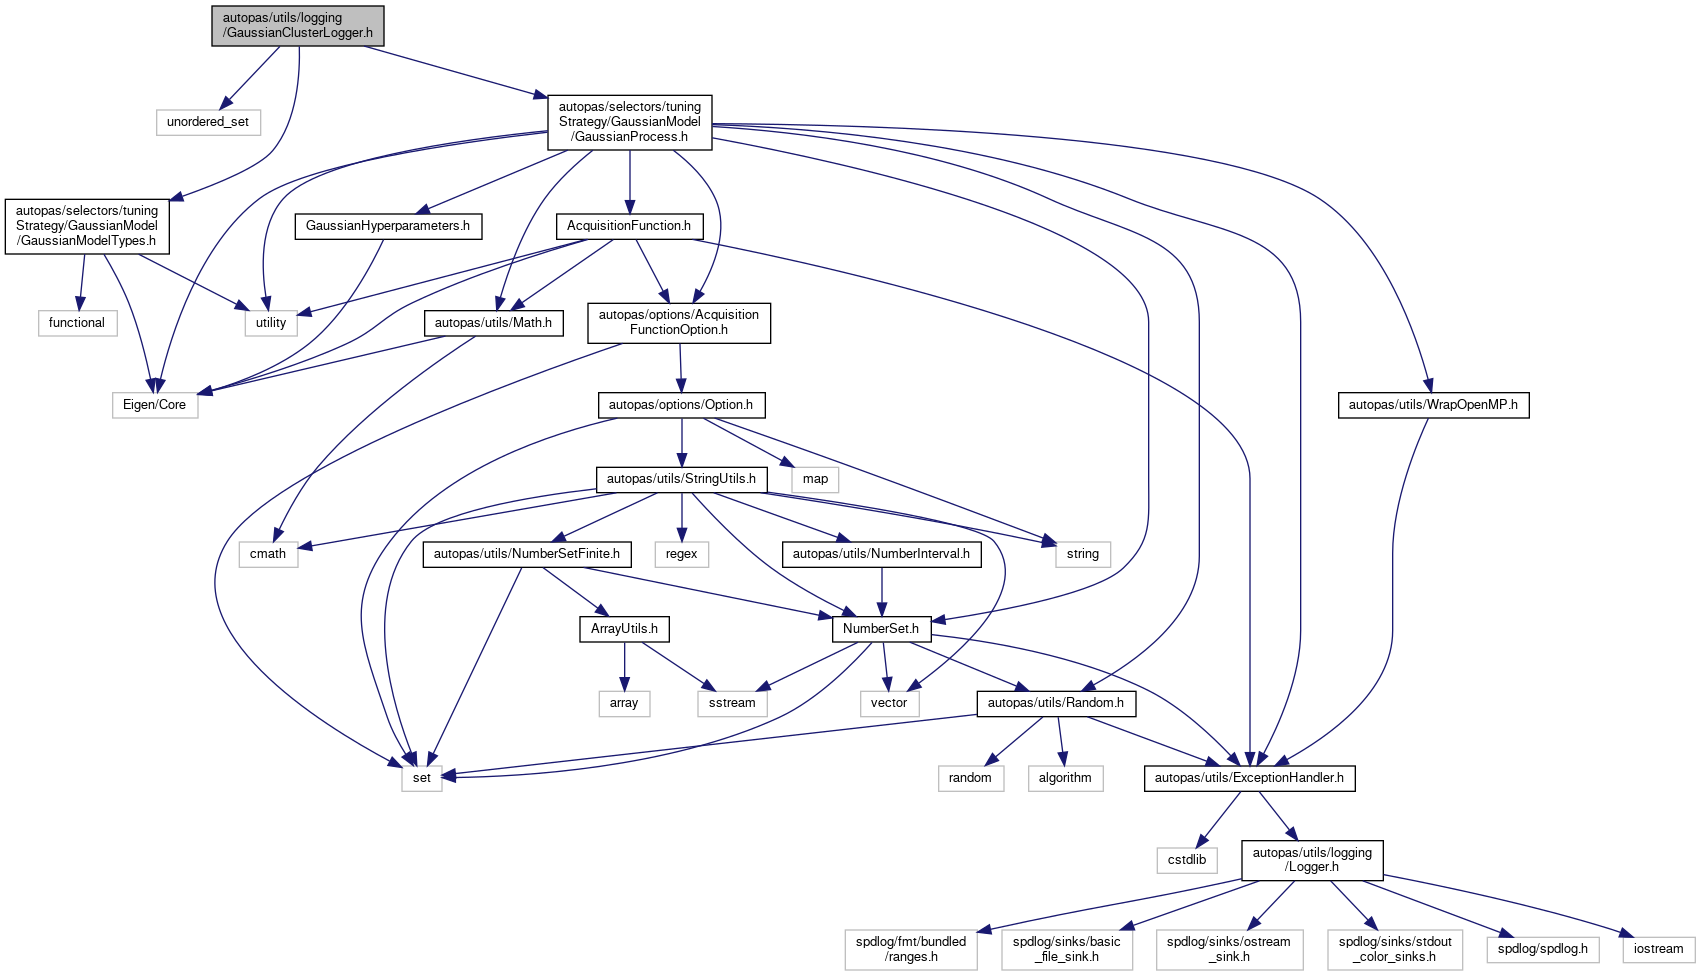 autopas/utils/logging
/GaussianClusterLogger.h
unordered_set
autopas/selectors/tuning
Strategy/GaussianModel
/GaussianProcess.h
autopas/selectors/tuning
Strategy/GaussianModel
/GaussianModelTypes.h
GaussianHyperparameters.h
AcquisitionFunction.h
functional
utility
autopas/utils/Math.h
autopas/options/Acquisition
FunctionOption.h
Eigen/Core
autopas/options/Option.h
autopas/utils/WrapOpenMP.h
autopas/utils/StringUtils.h
map
cmath
autopas/utils/NumberSetFinite.h
regex
autopas/utils/NumberInterval.h
string
ArrayUtils.h
NumberSet.h
array
sstream
vector
autopas/utils/Random.h
set
random
algorithm
autopas/utils/ExceptionHandler.h
cstdlib
autopas/utils/logging
/Logger.h
spdlog/fmt/bundled
/ranges.h
spdlog/sinks/basic
_file_sink.h
spdlog/sinks/ostream
_sink.h
spdlog/sinks/stdout
_color_sinks.h
spdlog/spdlog.h
iostream